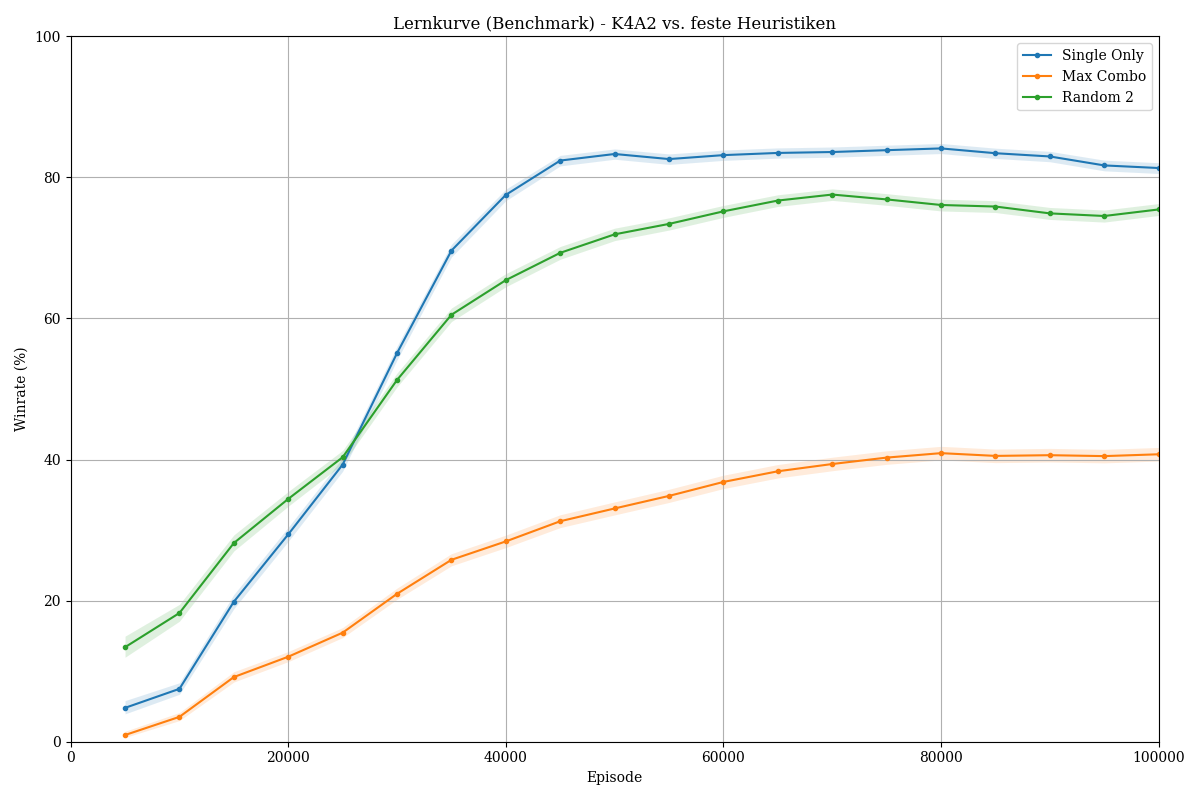 Lernkurve (Benchmark) - K4A2 vs. feste Heuristiken
Single Only
Max Combo
Random 2
Winrate (%)
100
80
60
40
20
0
0
20000
40000
60000
80000
100000
Episode